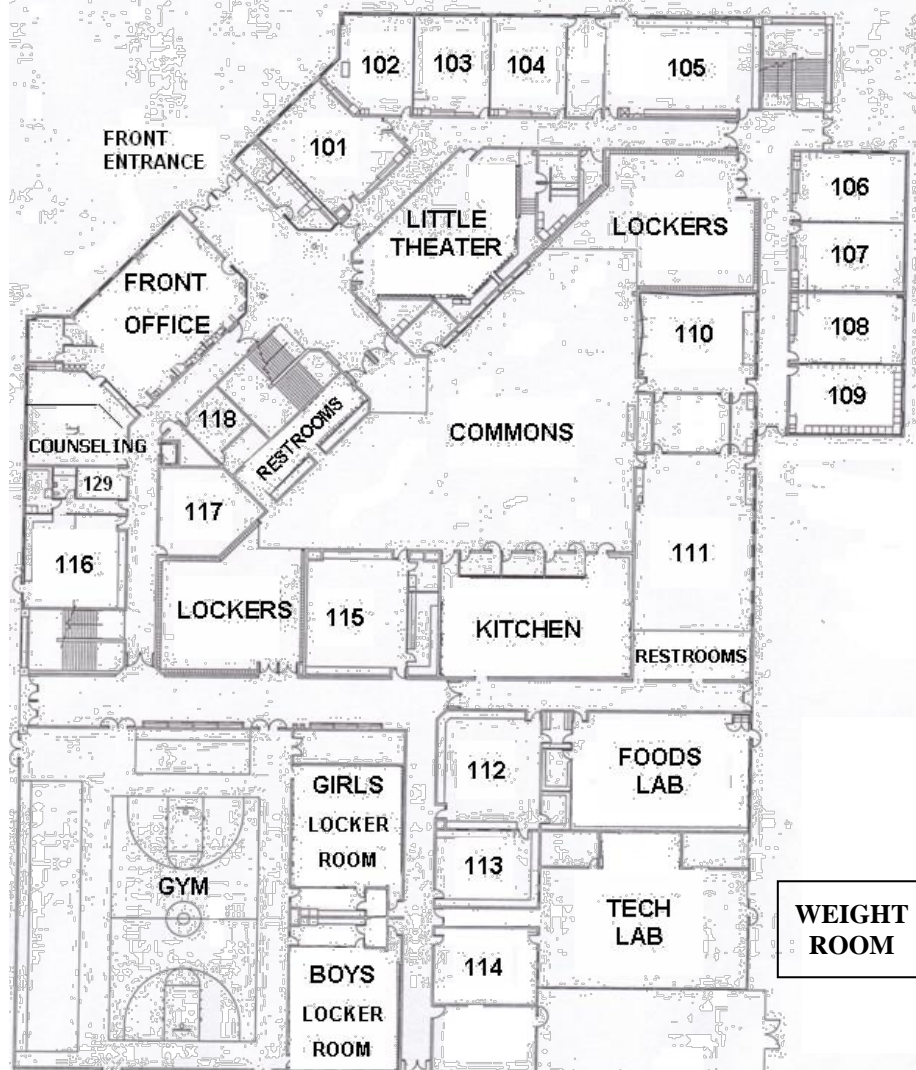 102
103
104
105
FRONT
ENTRANCE
101
106
LITTLE
THEATER
LOCKERS
107
FRONT
OFFICE
108
110
109
118
RESTROOMS
COMMONS
COUNSELING
129
117
111
116
LOCKERS
115
KITCHEN
RESTROOMS
112
FOODS
LAB
GIRLS
LOCKER
ROOM
113
GYM
TECH
LAB
WEIGHT
ROOM
114
BOYS
LOCKER
ROOM